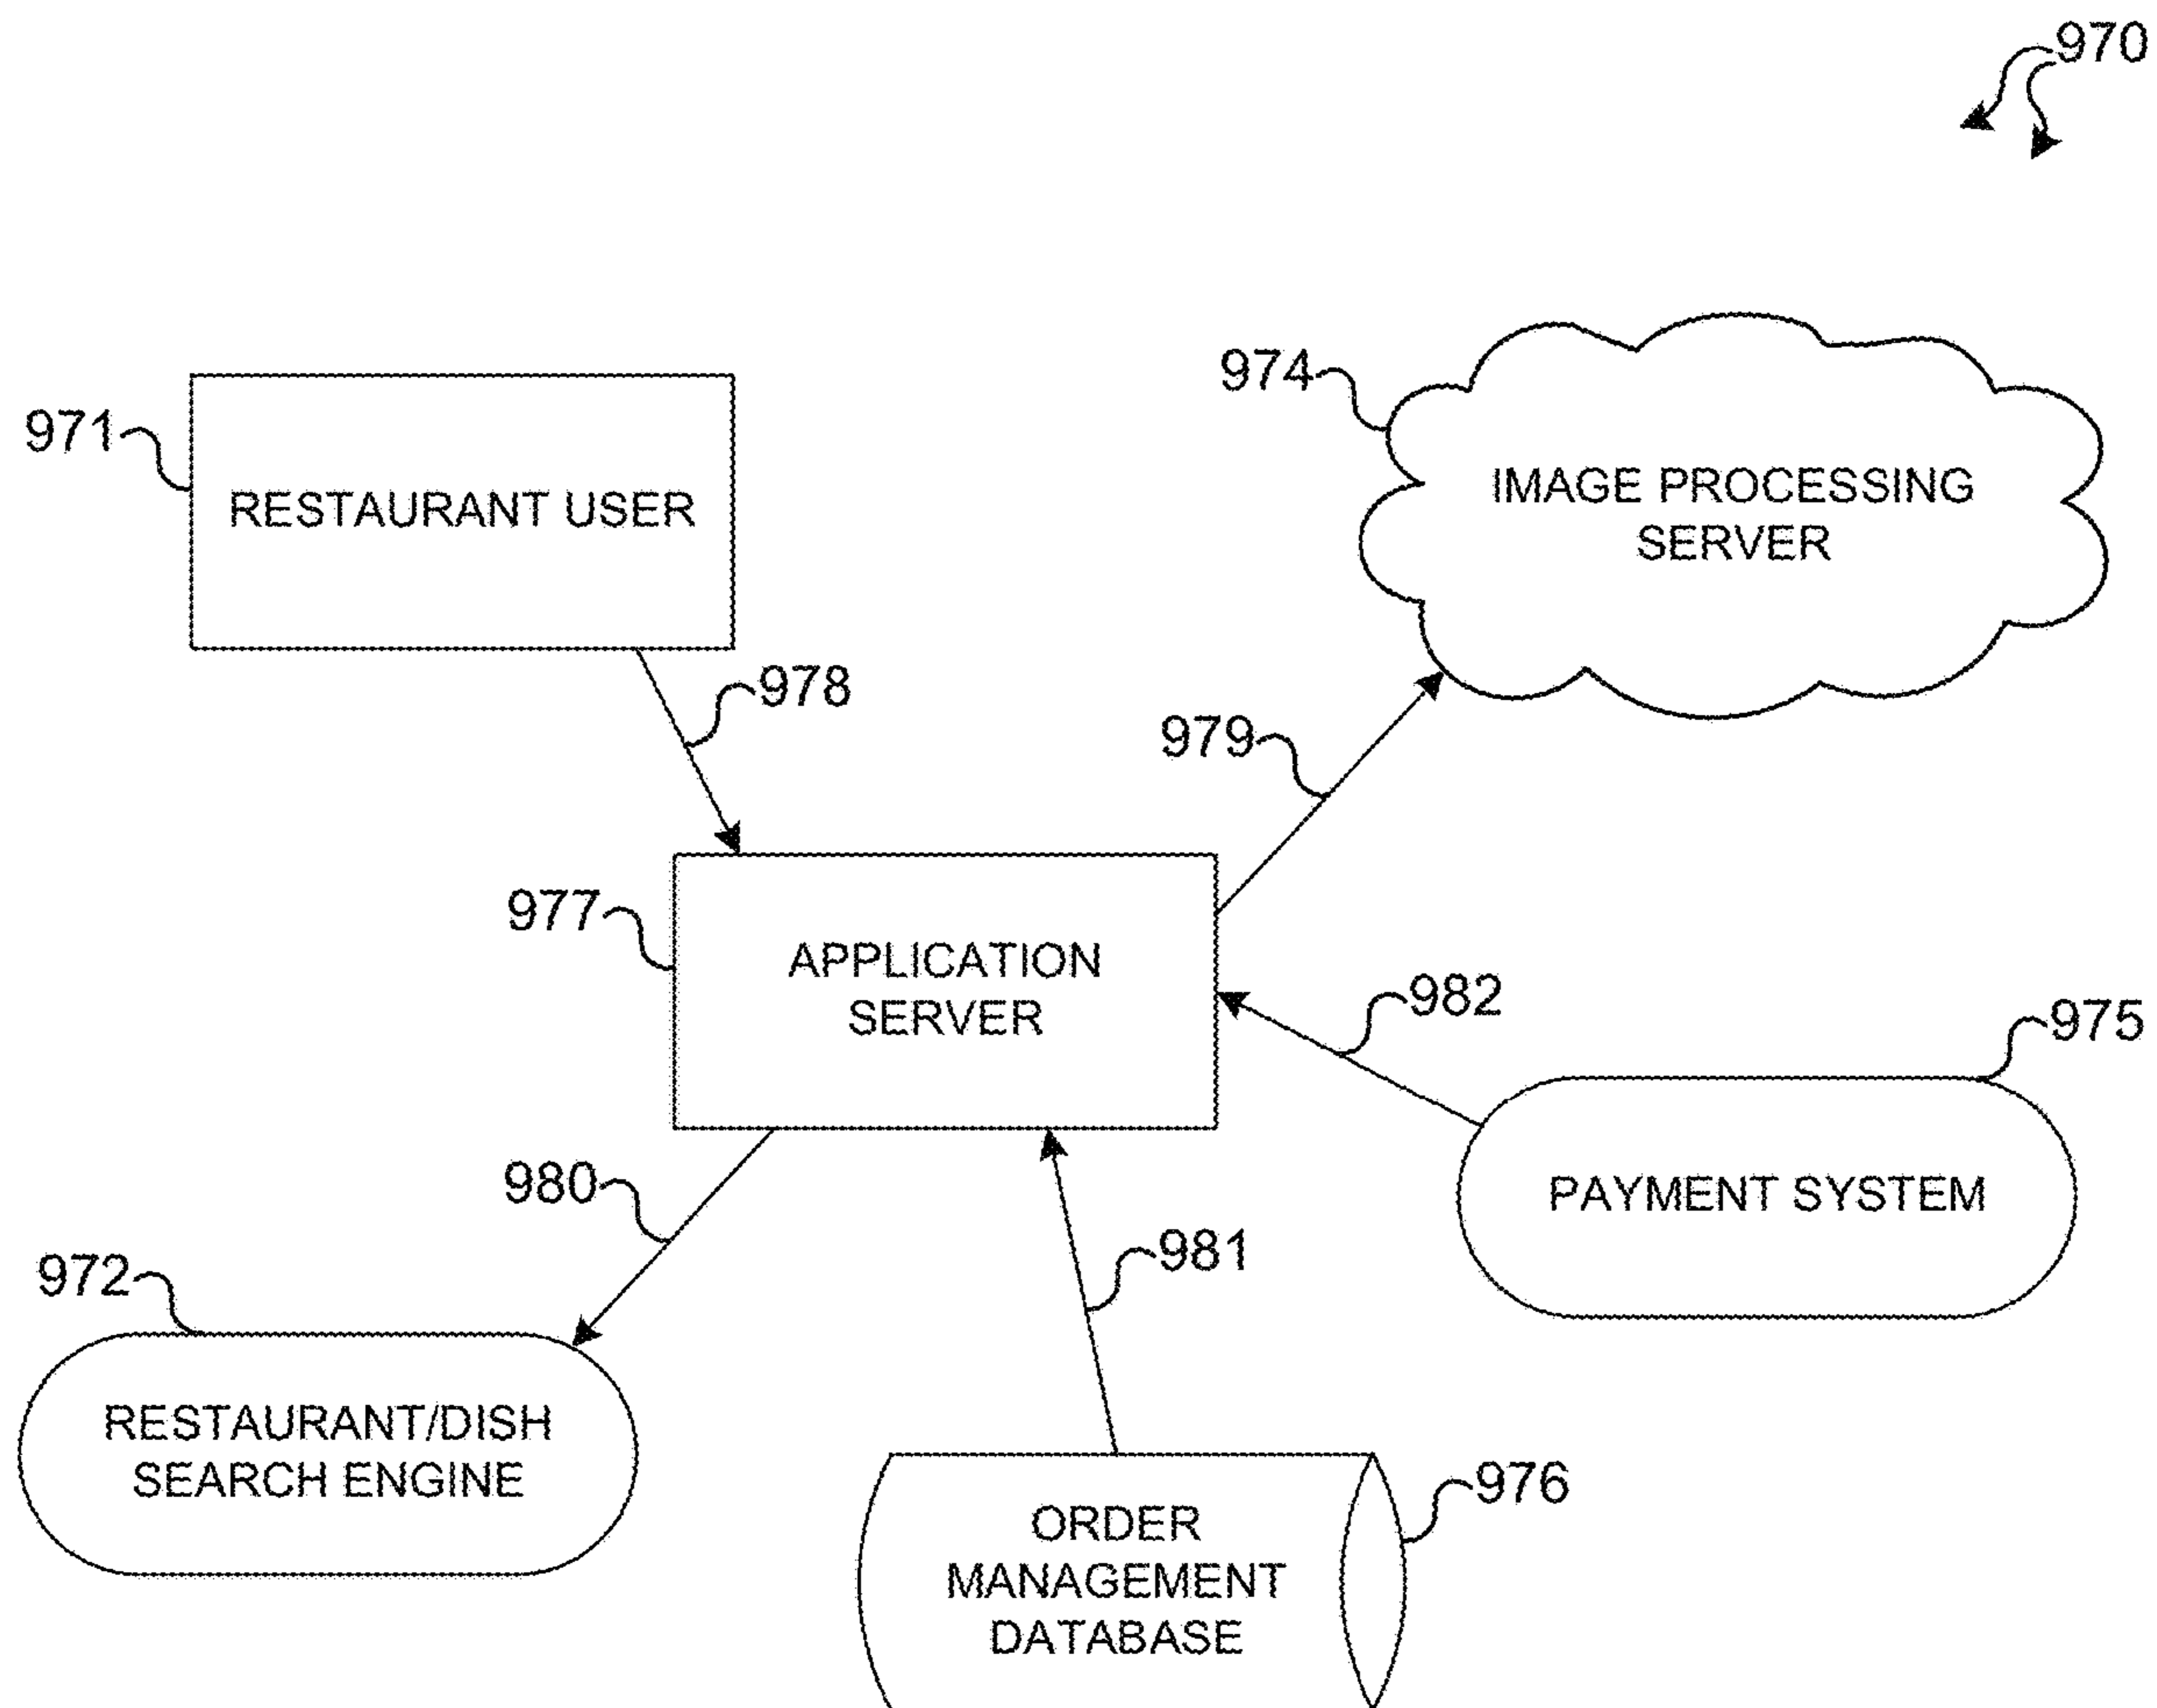 970
974
971
IMAGE PROCESSING
SERVER
RESTAURANT USER
978
979
977
APPLICATION
SERVER
982
975
980
PAYMENT SYSTEM
981
972
RESTAURANT/DISH
SEARCH ENGINE
976
ORDER
MANAGEMENT
DATABASE